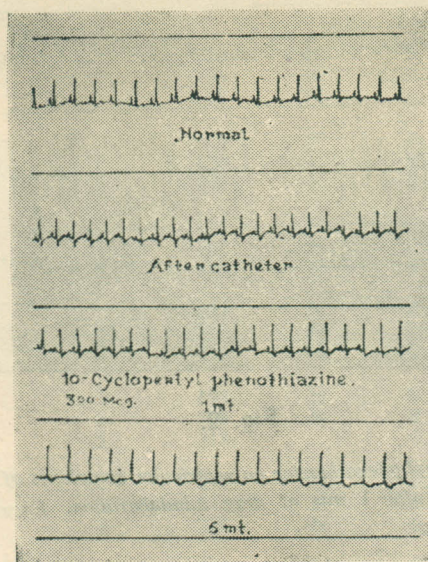 Normal
After catheter
10-Cyclopentyl phenothiazine.
300 Mcg. 1mt.
5mt.